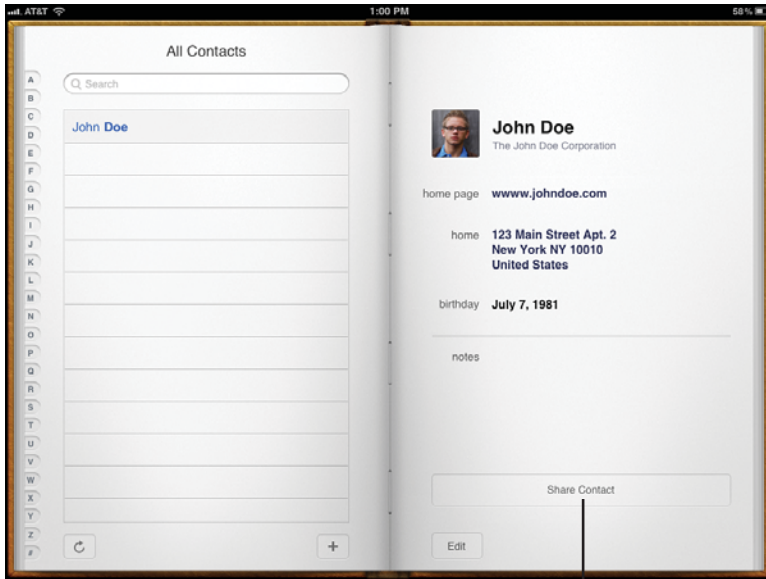 AT&T
1:00 PM
58%
All Contacts
Search
A
B
C
D
E
F
G
H
I
J
K
L
M
N
O
P
Q
R
S
T
U
V
W
X
Y
Z
#
John Doe
+
John Doe
The John Doe Corporation
home page wwww.johndoe.com
home 123 Main Street Apt. 2
New York NY 10010
United States
birthday July 7, 1981
notes
Share Contact
Edit